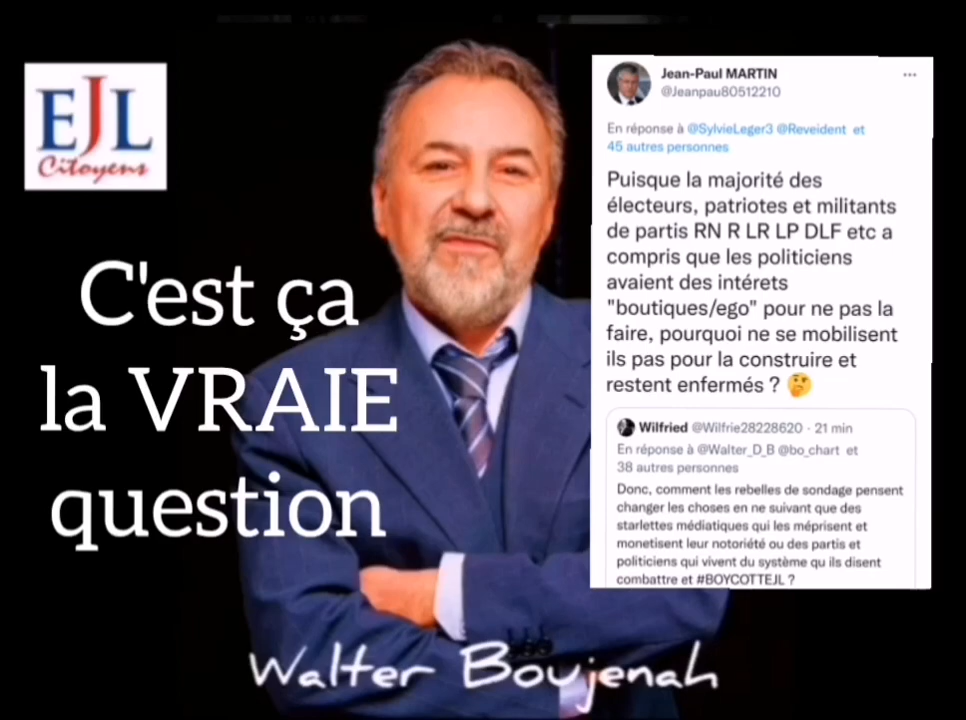 EJL
Citoyens
C'est ça
la VRAIE
question
Jean-Paul MARTIN
@Jeanpau80512210
En réponse à @SylvieLeger3 @Reveident et
45 autres personnes
Puisque la majorité des
électeurs, patriotes et militants
de partis RN R LR LP DLF etc a
compris que les politiciens
avaient des intérets
"boutiques/ego" pour ne pas la
faire, pourquoi ne se mobilisent
ils pas pour la construire et
restent enfermés ? 🤔
Wilfried @Wilfrie28228620 · 21 min
En réponse à @Walter_D_B @bo_chart et
38 autres personnes
Donc, comment les rebelles de sondage pensent
changer les choses en ne suivant que des
starlettes médiatiques qui les méprisent et
monetisent leur notoriété ou des partis et
politiciens qui vivent du système qu ils disent
combattre et #BOYCOTTEJL ?
Walter Boujenah